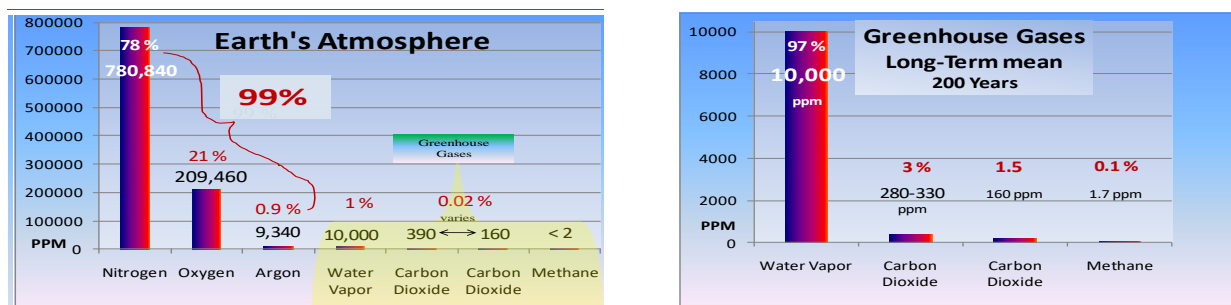 Earth's Atmosphere
800000
700000
600000
500000
400000
300000
200000
100000
PPM 0
78 %
780,840
99%
21 %
209,460
0.9 %
9,340
1 %
10,000
Greenhouse
Gases
0.02 %
varies
390
160
< 2
Nitrogen
Oxygen
Argon
Water
Vapor
Carbon
Dioxide
Carbon
Dioxide
Methane
Greenhouse Gases
Long-Term mean
200 Years
10000
8000
6000
4000
2000
PPM
0
97 %
10,000
ppm
3 %
280-330
ppm
1.5
160 ppm
0.1 %
1.7 ppm
Water Vapor
Carbon
Dioxide
Carbon
Dioxide
Methane